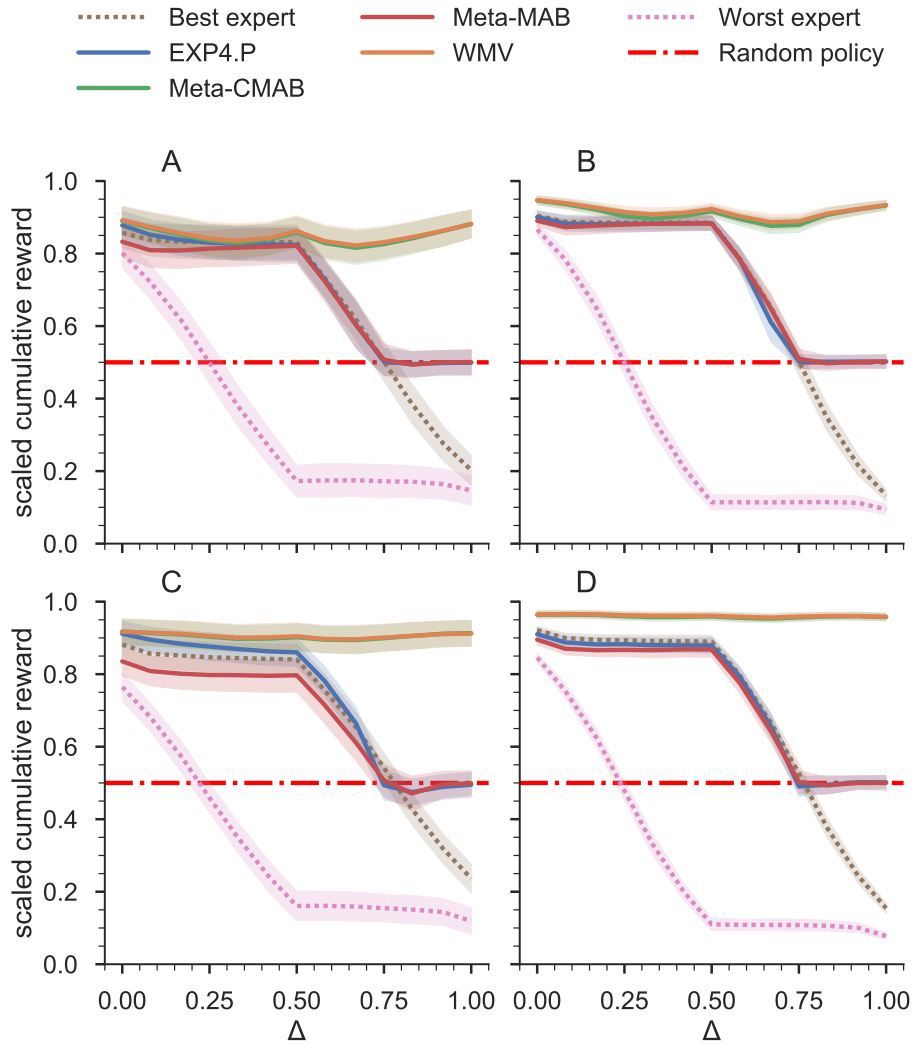 Best expert Meta-MAB Worst expert
EXP4.P WMV Random policy
Meta-CMAB
A B
1.0
0.8
0.6
0.4
0.2
0.0
scaled cumulative reward
C D
1.0
0.8
0.6
0.4
0.2
0.0
scaled cumulative reward
0.00 0.25 0.50 0.75 1.00 0.00 0.25 0.50 0.75 1.00
Δ Δ